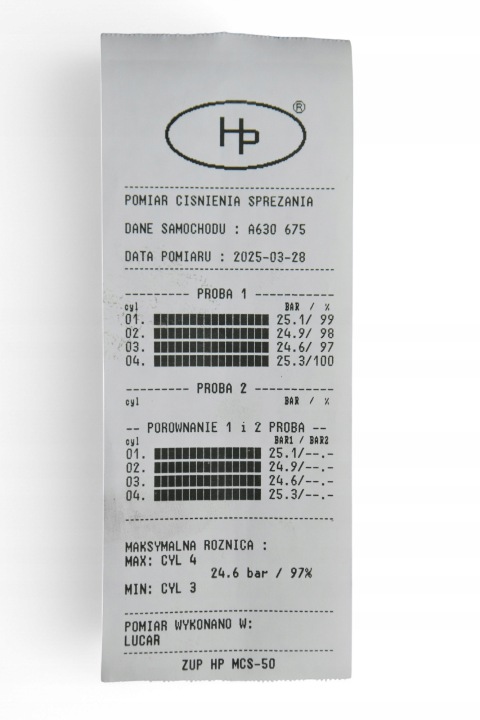 HP ®
POMIAR CISNIENIA SPREZANIA
DANE SAMOCHODU : A630 675
DATA POMIARU : 2025-03-28
--------- PROBA 1 -----------
cyl BAR / %
01. 25.1/ 99
02. 24.9/ 98
03. 24.6/ 97
04. 25.3/100
--------- PROBA 2 -----------
cyl BAR / %
-- POROWNANIE 1 i 2 PROBA --
cyl BAR1 / BAR2
01. 25.1/--.-
02. 24.9/--.-
03. 24.6/--.-
04. 25.3/--.-
MAKSYMALNA ROZNICA :
MAX: CYL 4
24.6 bar / 97%
MIN: CYL 3
POMIAR WYKONANO W:
LUCAR
ZUP HP MCS-50